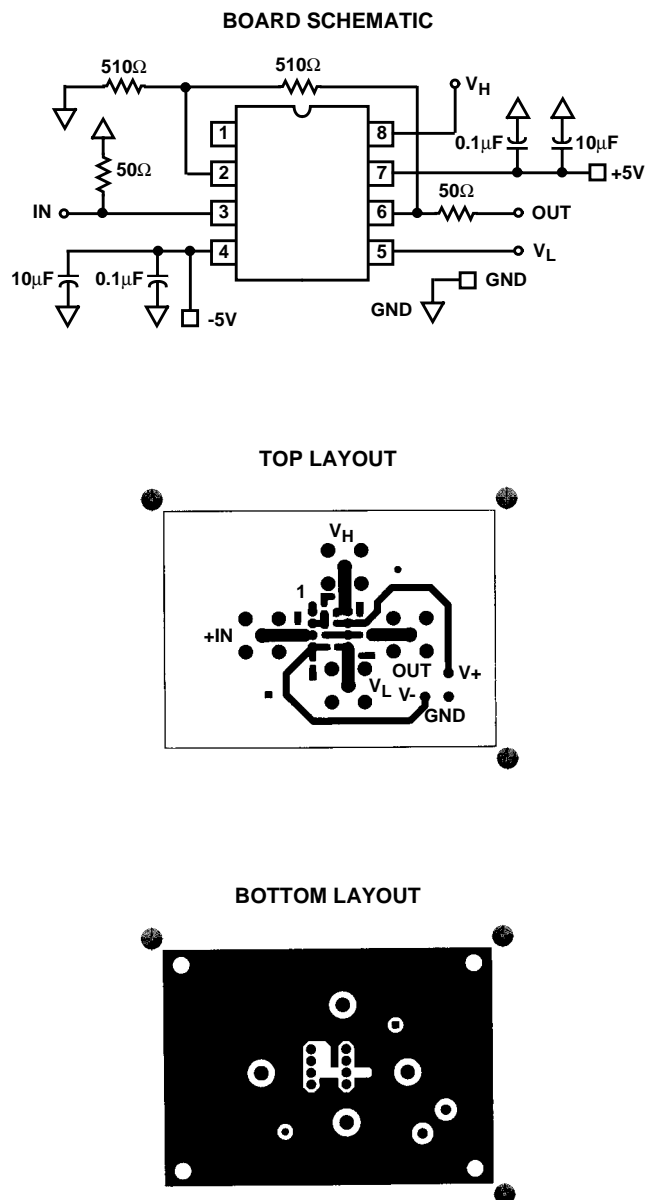 BOARD SCHEMATIC
510Ω
510Ω
V_H
1
8
0.1μF
10μF
50Ω
2
7
+5V
50Ω
IN
3
6
OUT
4
5
V_L
10μF
0.1μF
-5V
GND
GND
TOP LAYOUT
V_H
1
+IN
OUT
V+
V_L
V-
GND
BOTTOM LAYOUT